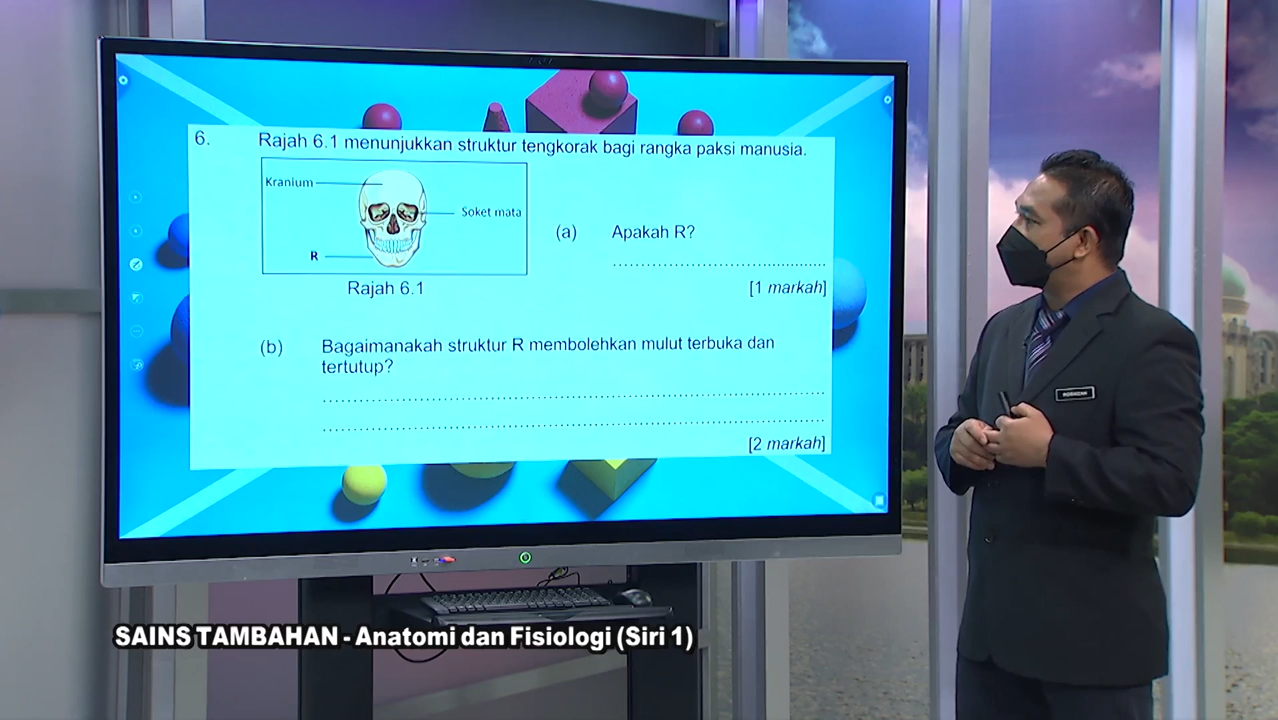 6. Rajah 6.1 menunjukkan struktur tengkorak bagi rangka paksi manusia.
Kranium
Soket mata
R
Rajah 6.1
(a) Apakah R?
[1 markah]
(b) Bagaimanakah struktur R membolehkan mulut terbuka dan
tertutup?
[2 markah]
SAINS TAMBAHAN - Anatomi dan Fisiologi (Siri 1)